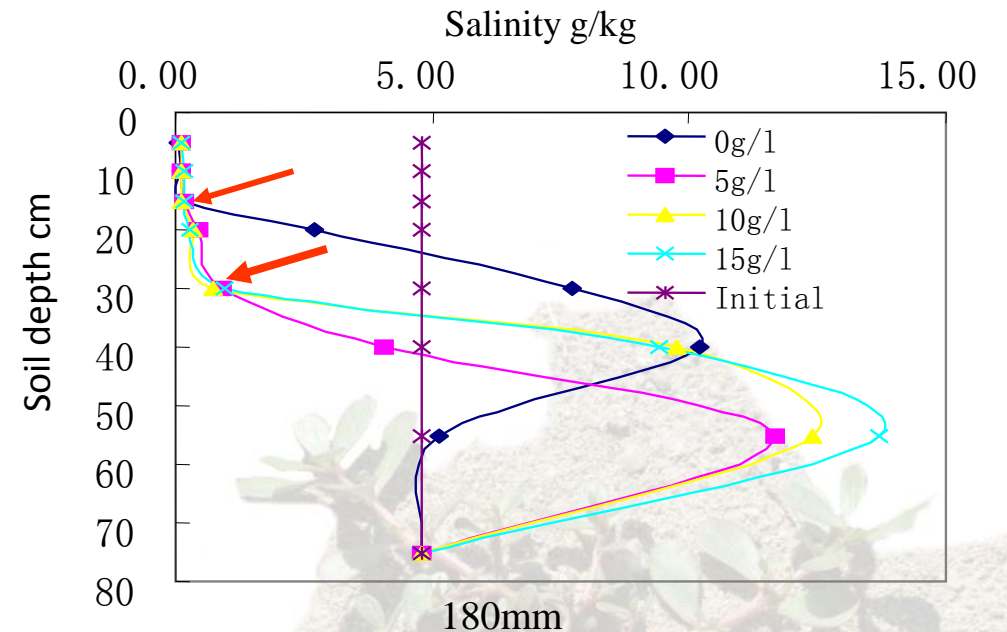 Salinity g/kg
0.00 5.00 10.00 15.00
Soil depth cm
0
10
20
30
40
50
60
70
80
0g/l
5g/l
10g/l
15g/l
Initial
180mm